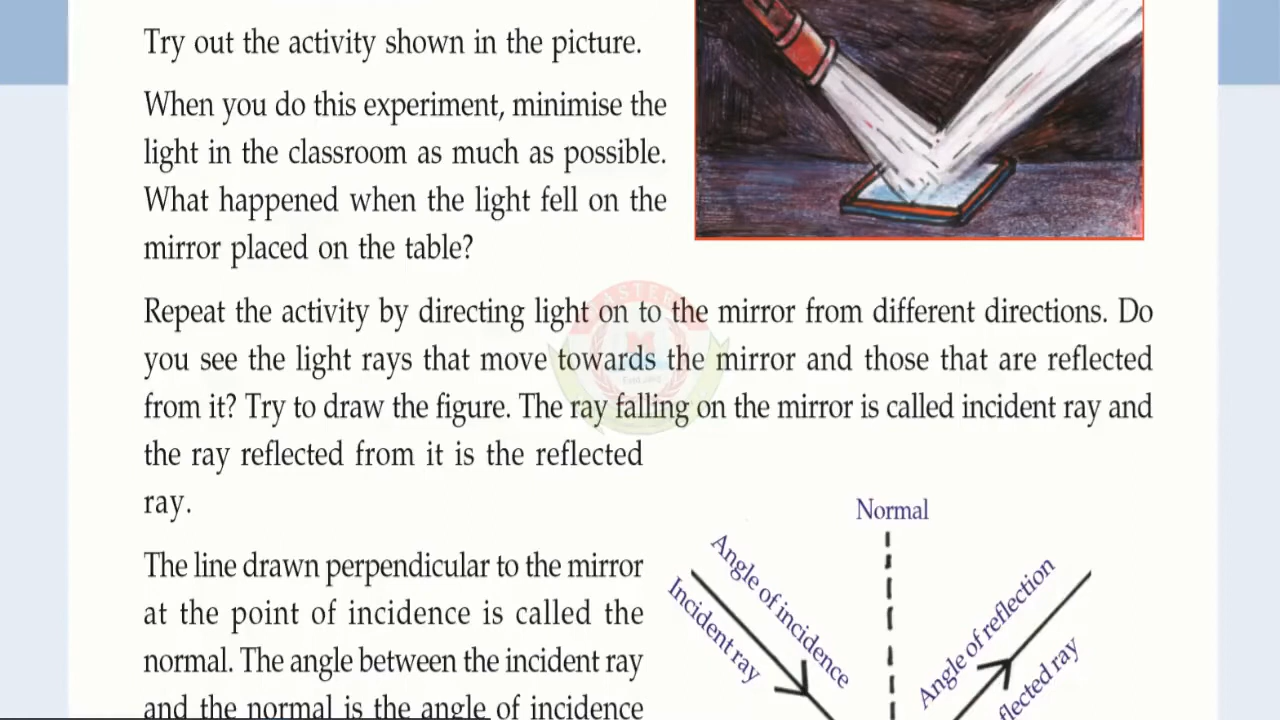 Try out the activity shown in the picture.
When you do this experiment, minimise the
light in the classroom as much as possible.
What happened when the light fell on the
mirror placed on the table?
Repeat the activity by directing light on to the mirror from different directions. Do
you see the light rays that move towards the mirror and those that are reflected
from it? Try to draw the figure. The ray falling on the mirror is called incident ray and
the ray reflected from it is the reflected
ray.
The line drawn perpendicular to the mirror
at the point of incidence is called the
normal. The angle between the incident ray
and the normal is the angle of incidence
Normal
Angle of incidence
Incident ray
Angle of reflection
flected ray